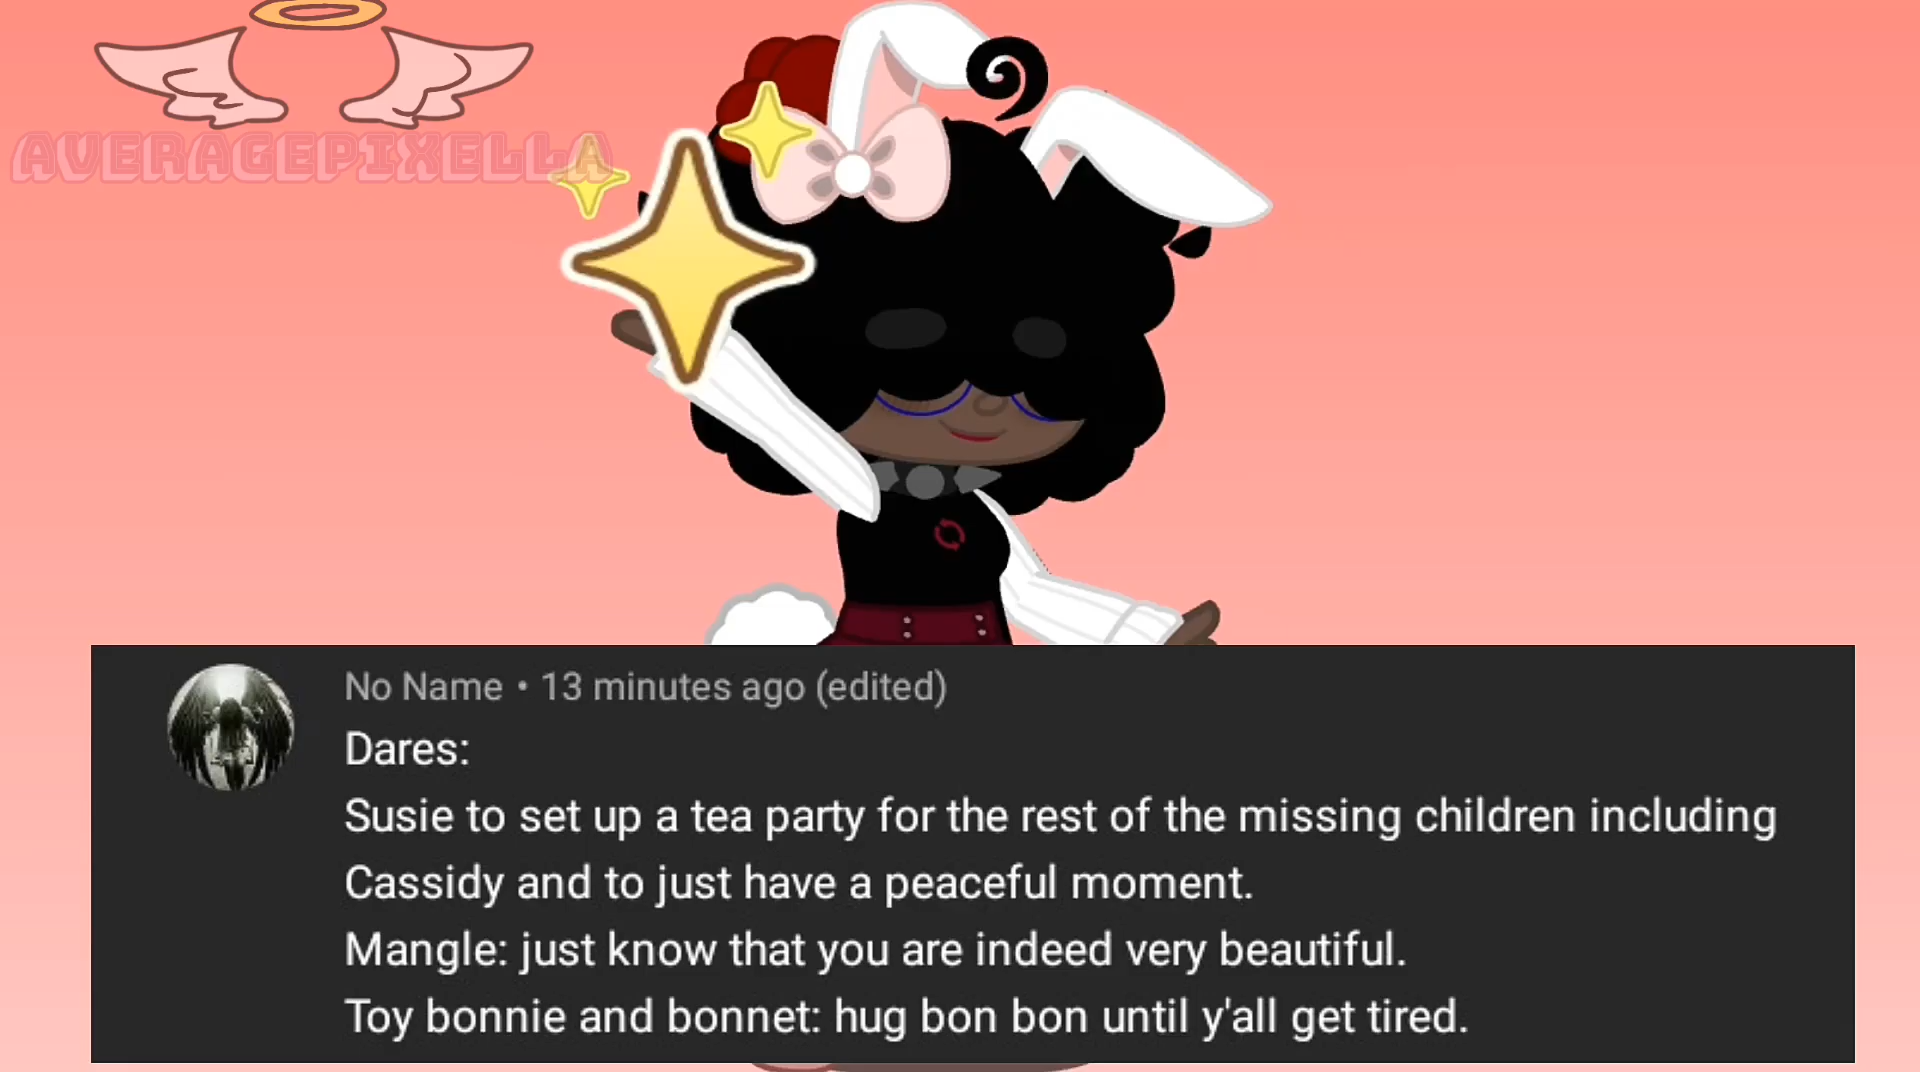 AVERAGEPIXELLA
No Name • 13 minutes ago (edited)
Dares:
Susie to set up a tea party for the rest of the missing children including
Cassidy and to just have a peaceful moment.
Mangle: just know that you are indeed very beautiful.
Toy bonnie and bonnet: hug bon bon until y'all get tired.